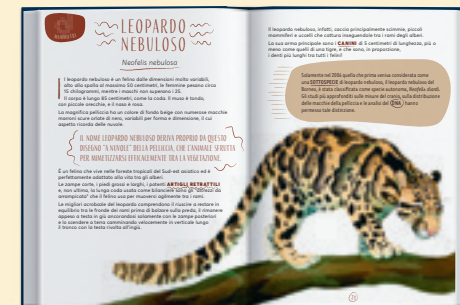 LEOPARDO
NEBULOSO
Neofelis nebulosa
Il leopardo nebuloso è un felino dalle dimensioni molto variabili,
alto alla spalla al massimo 50 centimetri, le femmine pesano circa
15 chilogrammi, mentre i maschi non superano i 25.
Il corpo è lungo 85 centimetri, come la coda. Il muso è tondo,
con piccole orecchie, e il naso è rosa.
La magnifica pelliccia ha un colore di fondo beige con numerose macchie
marroni scure orlate di nero, variabili per forma e dimensione, il cui
aspetto ricorda delle nuvole.
IL NOME LEOPARDO NEBULOSO DERIVA PROPRIO DA QUESTO
DISEGNO "A NUVOLE" DELLA PELLICCIA, CHE L'ANIMALE SFRUTTA
PER MIMETIZZARSI EFFICACEMENTE TRA LA VEGETAZIONE.
È un felino che vive nelle foreste tropicali del Sud-est asiatico ed è
perfettamente adattato alla vita tra gli alberi.
Le zampe corte, i piedi grossi e larghi, i potenti ARTIGLI RETRATTILI
e, non ultima, la lunga coda usata come bilanciere sono gli "attrezzi da
arrampicata" che il felino usa per muoversi agilmente tra i rami.
Le migliori acrobazie del leopardo comprendono il riuscire a restare in
equilibrio tra le fronde dei rami prima di balzare sulla preda, il rimanere
appeso a testa in giù ancorandosi solamente con le zampe posteriori
e lo scendere a terra camminando velocemente in verticale lungo
il tronco con la testa rivolta all'ingiù.
Il leopardo nebuloso, infatti, caccia principalmente scimmie, piccoli
mammiferi e uccelli che cattura inseguendole tra i rami degli alberi.
La sua arma principale sono i CANINI di 5 centimetri di lunghezza, più o
meno come quelli di una tigre, e che sono, in proporzione,
i denti più lunghi tra tutti i felini!
Solamente nel 2006 quella che prima veniva considerata come
una SOTTOSPECIE di leopardo nebuloso, il leopardo nebuloso del
Borneo, è stata classificata come specie autonoma, Neofelis diardi.
Gli studi più approfonditi sulle misure del cranio, sulla distribuzione
delle macchie della pelliccia e le analisi del DNA hanno
permesso tale distinzione.